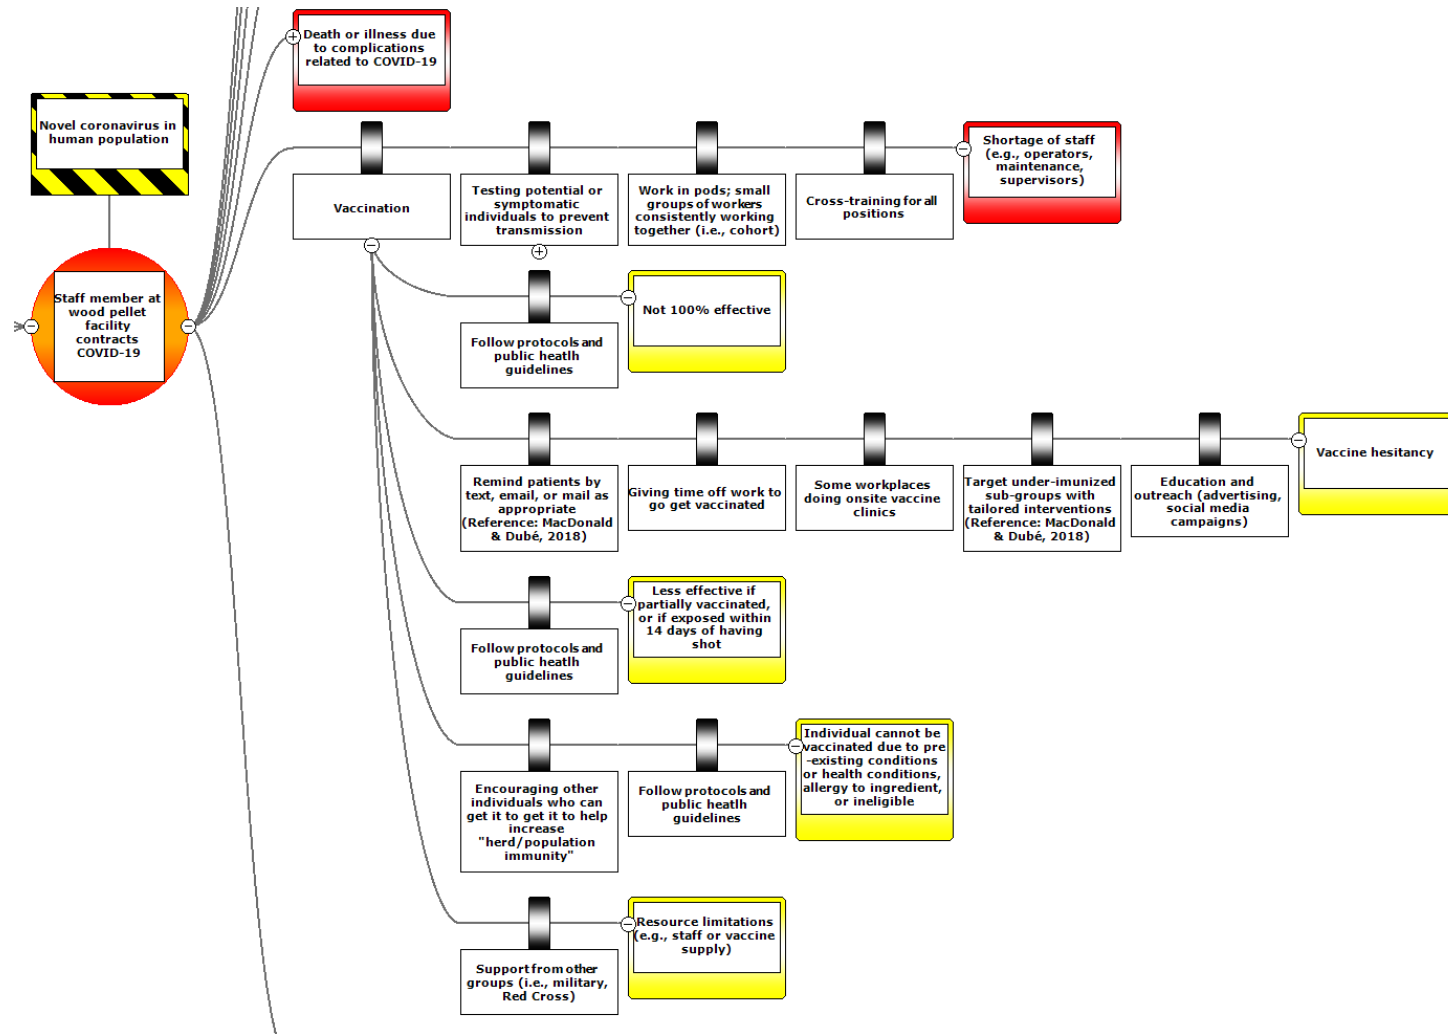 Death or illness due
to complications
related to COVID-19
Novel coronavirus in
human population
Shortage of staff
(e.g., operators,
maintenance,
supervisors)
Vaccination
Testing potential or
symptomatic
individuals to prevent
transmission
Work in pods; small
groups of workers
consistently working
together (i.e., cohort)
Cross-training for all
positions
Staff member at
wood pellet
facility
contracts
COVID-19
Not 100% effective
Follow protocols and
public heatlh
guidelines
Vaccine hesitancy
Remind patients by
text, email, or mail as
appropriate
(Reference: MacDonald
& Dubé, 2018)
Giving time off work to
go get vaccinated
Some workplaces
doing onsite vaccine
clinics
Target under-imunized
sub-groups with
tailored interventions
(Reference: MacDonald
& Dubé, 2018)
Education and
outreach (advertising,
social media
campaigns)
Less effective if
partially vaccinated,
or if exposed within
14 days of having
shot
Follow protocols and
public heatlh
guidelines
Individual cannot be
vaccinated due to pre
-existing conditions
or health conditions,
allergy to ingredient,
or ineligible
Encouraging other
individuals who can
get it to get it to help
increase
"herd/population
immunity"
Follow protocols and
public heatlh
guidelines
Resource limitations
(e.g., staff or vaccine
supply)
Support from other
groups (i.e., military,
Red Cross)